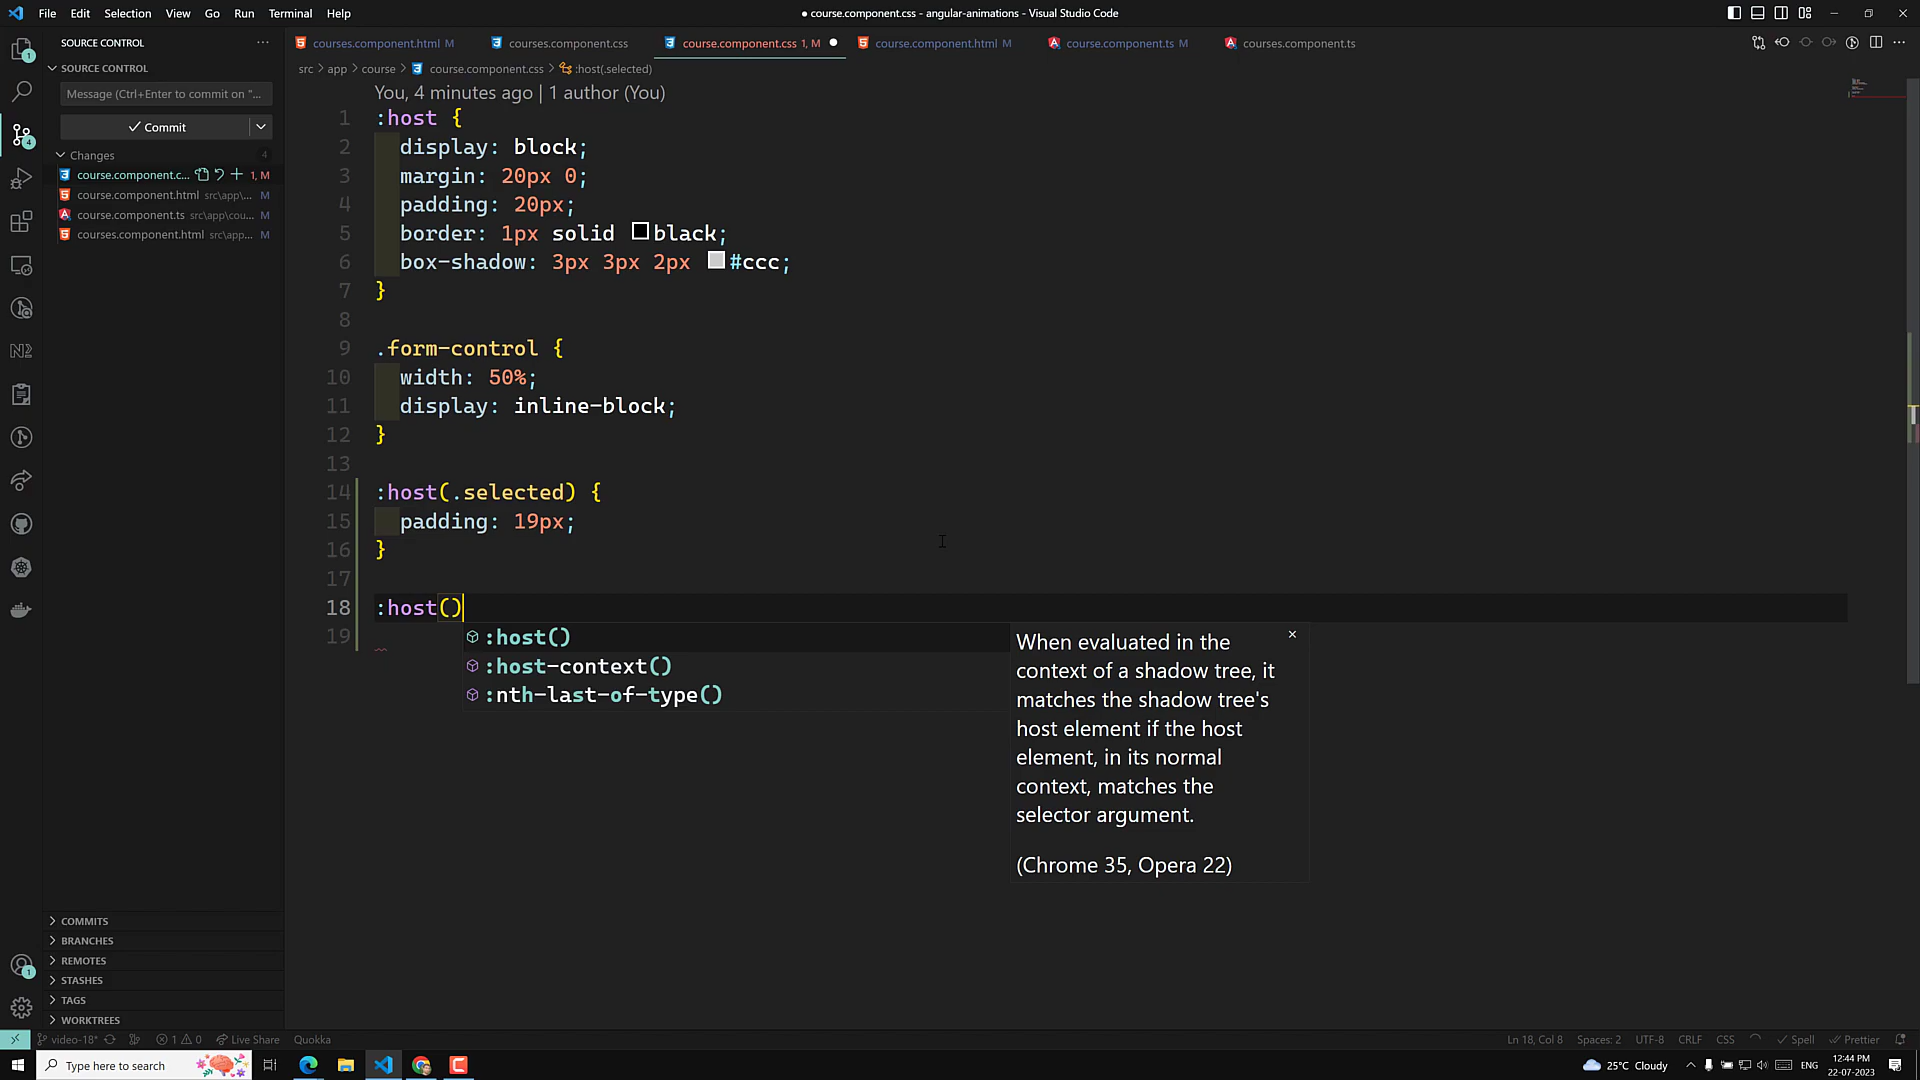 File Edit Selection View Go Run Terminal Help
● course.component.css - angular-animations - Visual Studio Code
SOURCE CONTROL
SOURCE CONTROL
Message (Ctrl+Enter to commit on "...
Commit
Changes 4
course.component.c... 1, M
course.component.html src\app\... M
course.component.ts src\app\cou... M
courses.component.html src\app... M
COMMITS
BRANCHES
REMOTES
STASHES
TAGS
WORKTREES
courses.component.html M
courses.component.css
course.component.css 1, M
course.component.html M
course.component.ts M
courses.component.ts
src > app > course > course.component.css > :host(.selected)
You, 4 minutes ago | 1 author (You)
1 :host {
2 display: block;
3 margin: 20px 0;
4 padding: 20px;
5 border: 1px solid black;
6 box-shadow: 3px 3px 2px #ccc;
7 }
8
9 .form-control {
10 width: 50%;
11 display: inline-block;
12 }
13
14 :host(.selected) {
15 padding: 19px;
16 }
17
18 :host()
19
:host()
:host-context()
:nth-last-of-type()
When evaluated in the
context of a shadow tree, it
matches the shadow tree's
host element if the host
element, in its normal
context, matches the
selector argument.
(Chrome 35, Opera 22)
video-18* 1 0 Live Share Quokka
Ln 18, Col 8 Spaces: 2 UTF-8 CRLF CSS Spell Prettier
Type here to search
25°C Cloudy
ENG
12:44 PM
22-07-2023